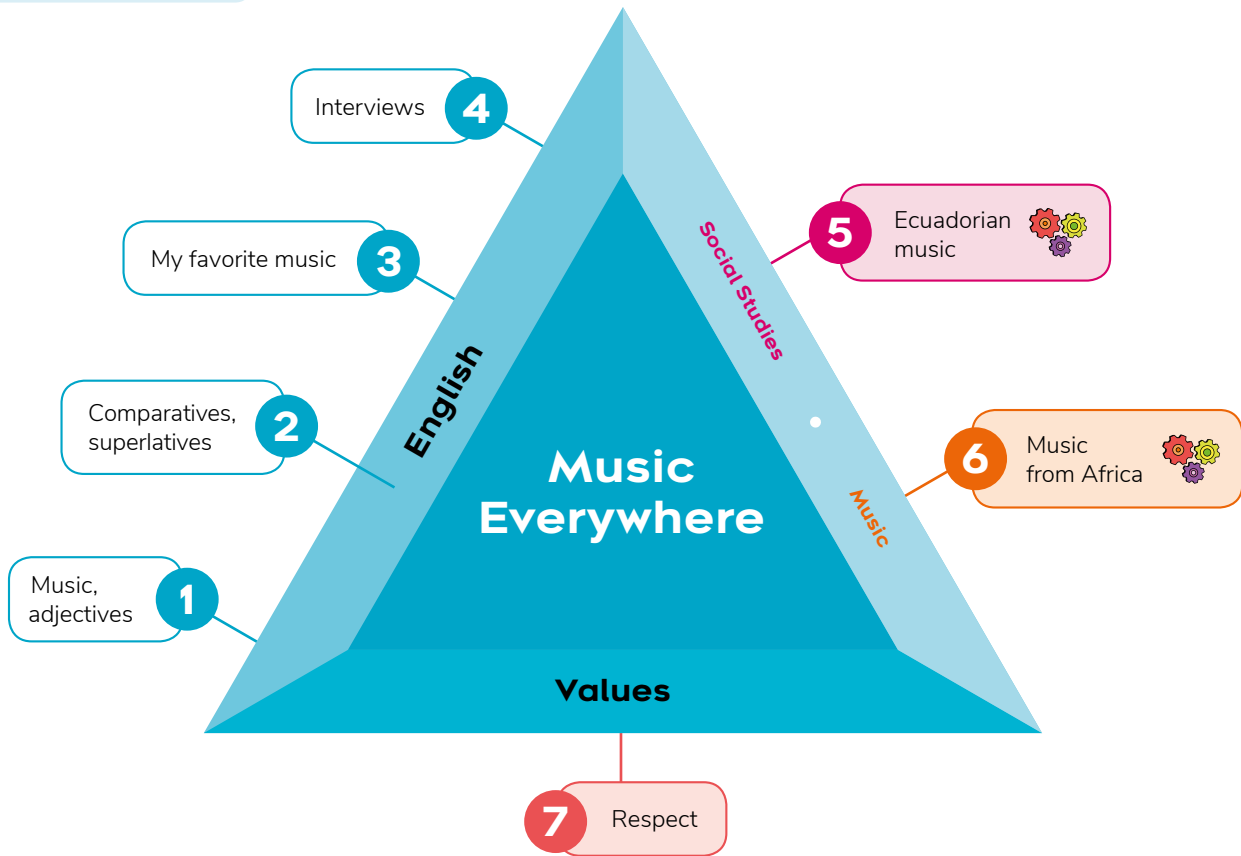 4
Interviews
3
My favorite music
2
Comparatives,
superlatives
1
Music,
adjectives
English
Music
Everywhere
Social Studies
5
Ecuadorian
music
Music
6
Music
from Africa
Values
7
Respect